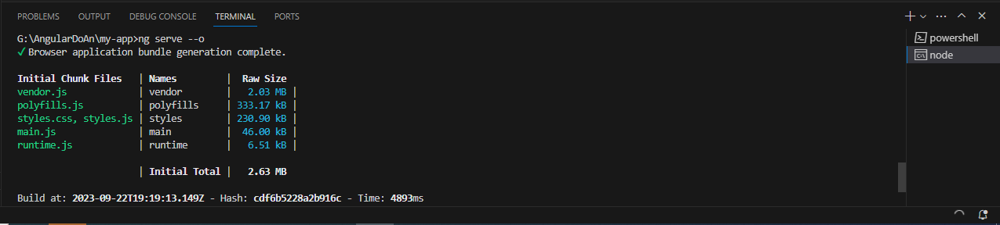 PROBLEMS OUTPUT DEBUG CONSOLE TERMINAL PORTS
G:\AngularDoAn\my-app>ng serve --o
✓ Browser application bundle generation complete.
Initial Chunk Files | Names | Raw Size
vendor.js | vendor | 2.03 MB |
polyfills.js | polyfills | 333.17 kB |
styles.css, styles.js | styles | 230.90 kB |
main.js | main | 46.00 kB |
runtime.js | runtime | 6.51 kB |
| Initial Total | 2.63 MB
Build at: 2023-09-22T19:19:13.149Z - Hash: cdf6b5228a2b916c - Time: 4893ms
powershell
node